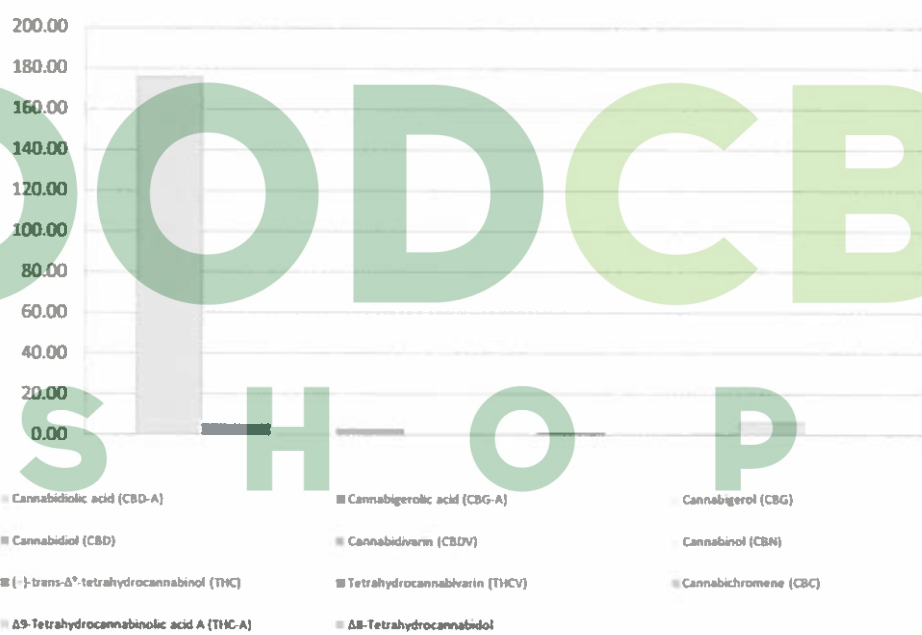 200.00
180.00
160.00
140.00
120.00
100.00
80.00
60.00
40.00
20.00
0.00
OODCB
SHOP
Cannabidiolic acid (CBD-A) Cannabigerolic acid (CBG-A) Cannabigerol (CBG)
Cannabidiol (CBD) Cannabidivarin (CBDV) Cannabinol (CBN)
(-)-trans-Δ⁹-tetrahydrocannabinol (THC) Tetrahydrocannabivarin (THCV) Cannabichromene (CBC)
Δ9-Tetrahydrocannabinolic acid A (THC-A) Δ8-Tetrahydrocannabidol